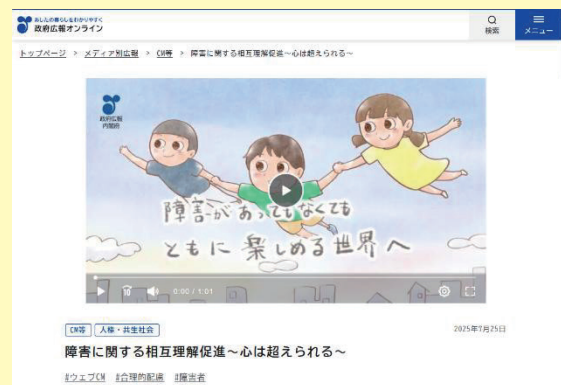 あしたの暮らしをわかりやすく
政府広報オンライン
検索
メニュー
トップページ > メディア別広報 > CM等 > 障害に関する相互理解促進~心は超えられる~
政府広報
内閣府
障害があってもなくても
ともに楽しめる世界へ
10
0:00 / 1:01
CM等 人権・共生社会
2025年7月25日
障害に関する相互理解促進~心は超えられる~
#ウェブCM #合理的配慮 #障害者